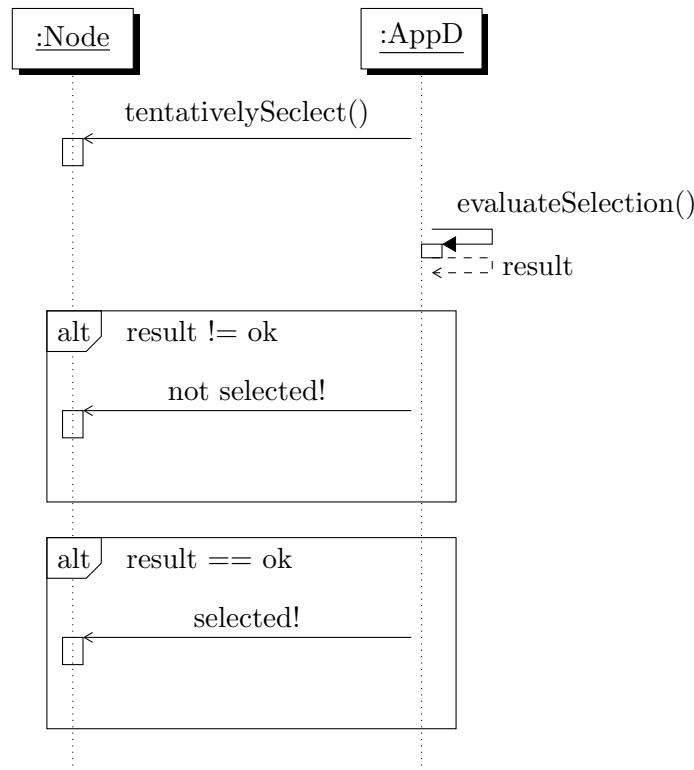 :Node
:AppD
tentativelySeclect()
evaluateSelection()
result
alt result != ok
not selected!
alt result == ok
selected!